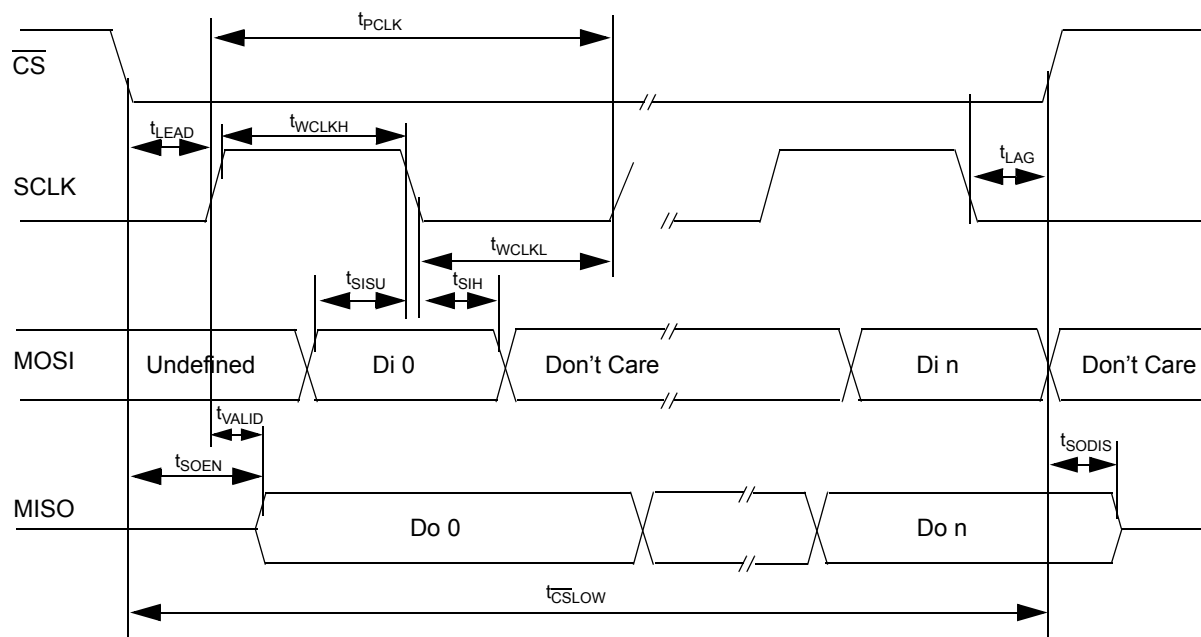 tPCLK
CS
tLEAD
tWCLKH
tLAG
SCLK
tWCLKL
tSISU
tSIH
MOSI
Undefined
Di 0
Don't Care
Di n
Don't Care
tVALID
tSOEN
tSODIS
MISO
Do 0
Do n
tCSLOW